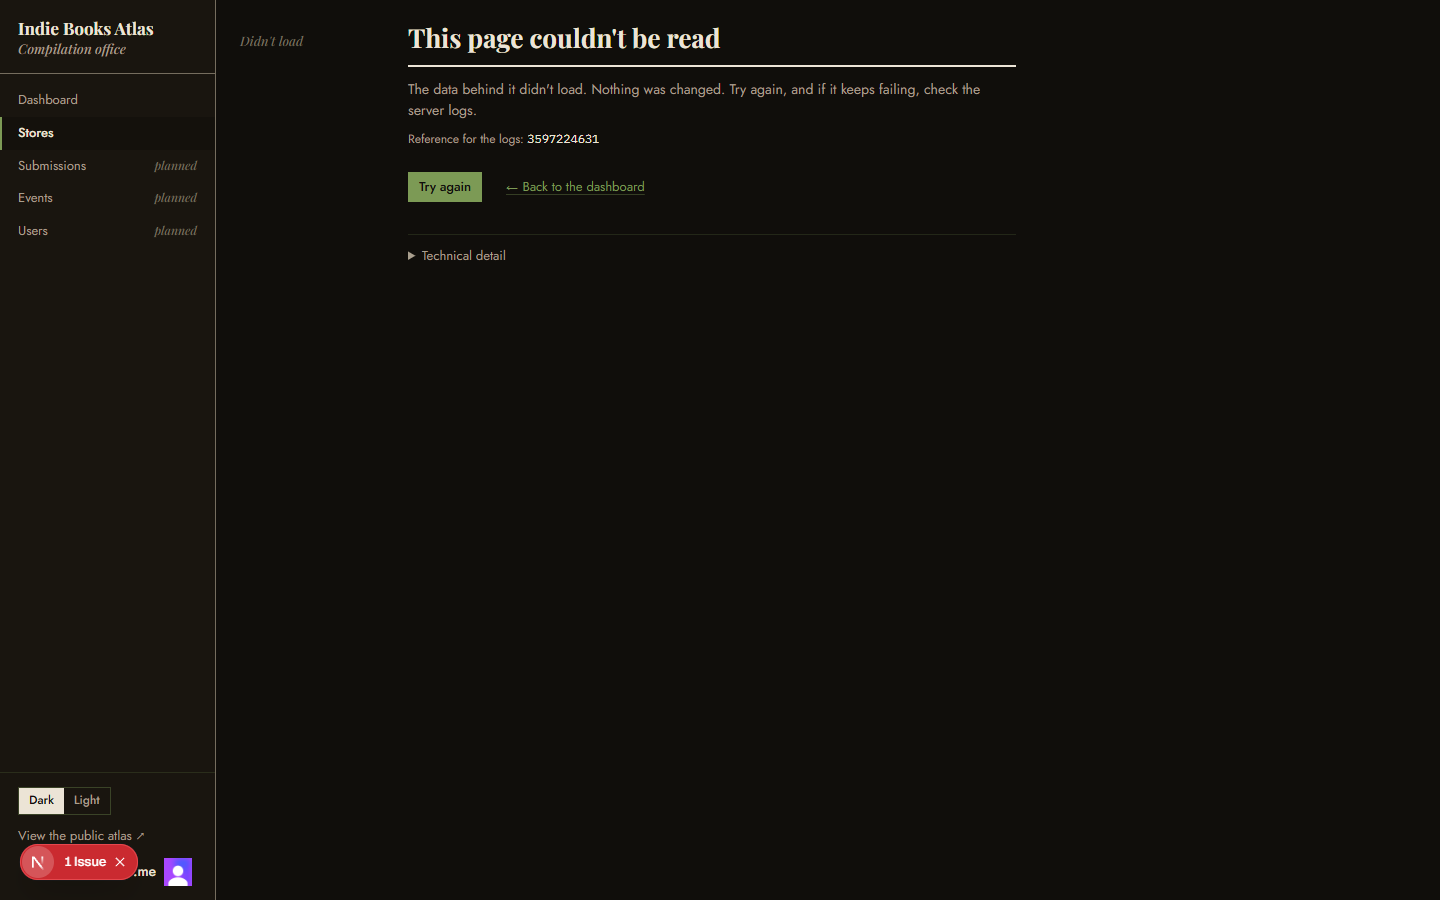 Indie Books Atlas
Compilation office
Dashboard
Stores
Submissions planned
Events planned
Users planned
Dark Light
View the public atlas ↗
N 1 Issue ×
.me
Didn't load
This page couldn't be read
The data behind it didn't load. Nothing was changed. Try again, and if it keeps failing, check the
server logs.
Reference for the logs: 3597224631
Try again ← Back to the dashboard
▶ Technical detail